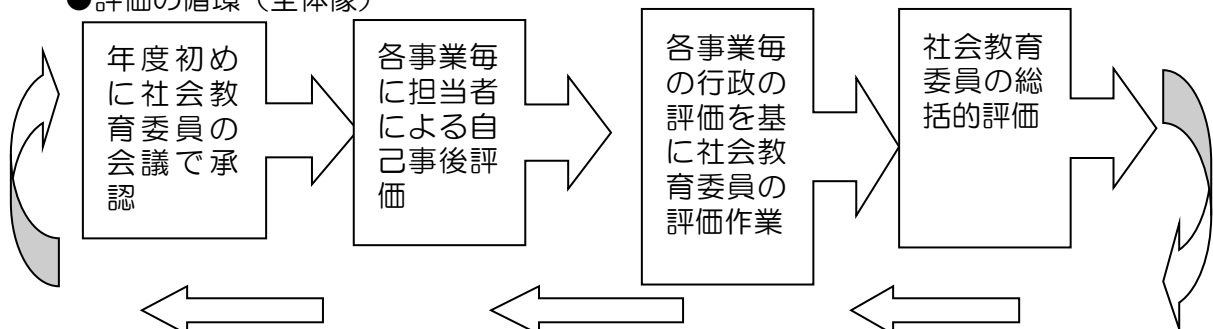 ●評価の循環（全体像）
年度初め
に社会教
育委員の
会議で承
認
各事業毎
に担当者
による自
己事後評
価
各事業毎
の行政の
評価を基
に社会教
育委員の
評価作業
社会教育
委員の総
括的評価